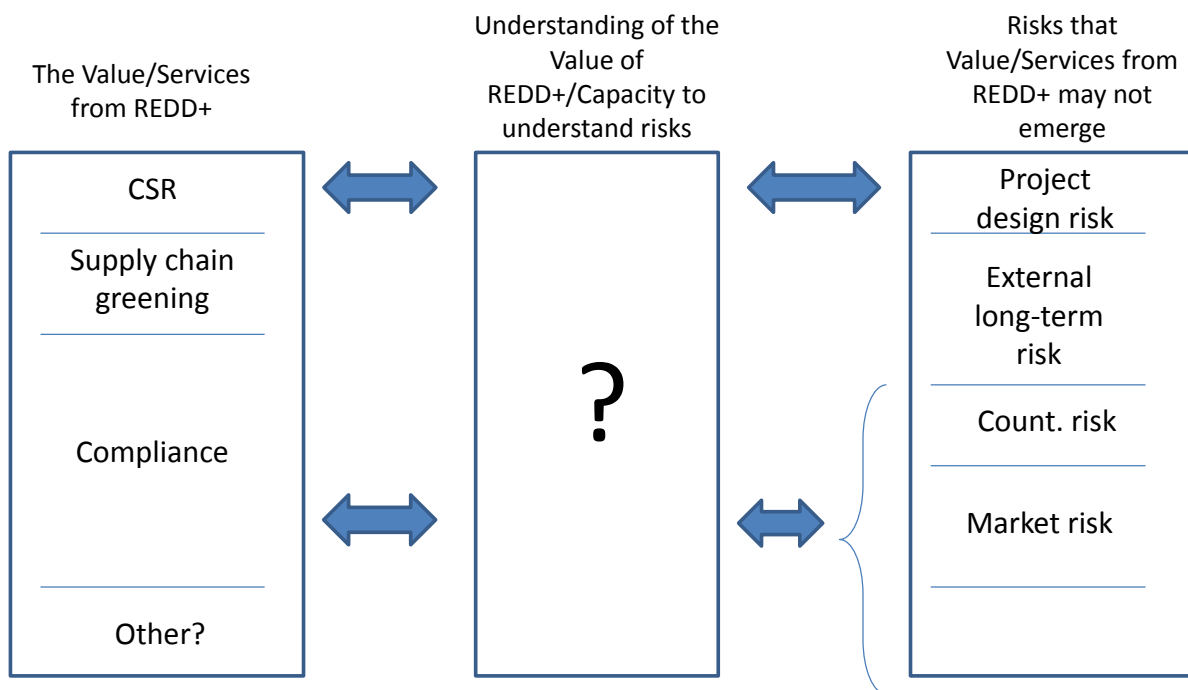 The Value/Services
from REDD+
Understanding of the
Value of
REDD+/Capacity to
understand risks
Risks that
Value/Services from
REDD+ may not
emerge
CSR
Supply chain
greening
Compliance
Other?
?
Project
design risk
External
long-term
risk
Count. risk
Market risk